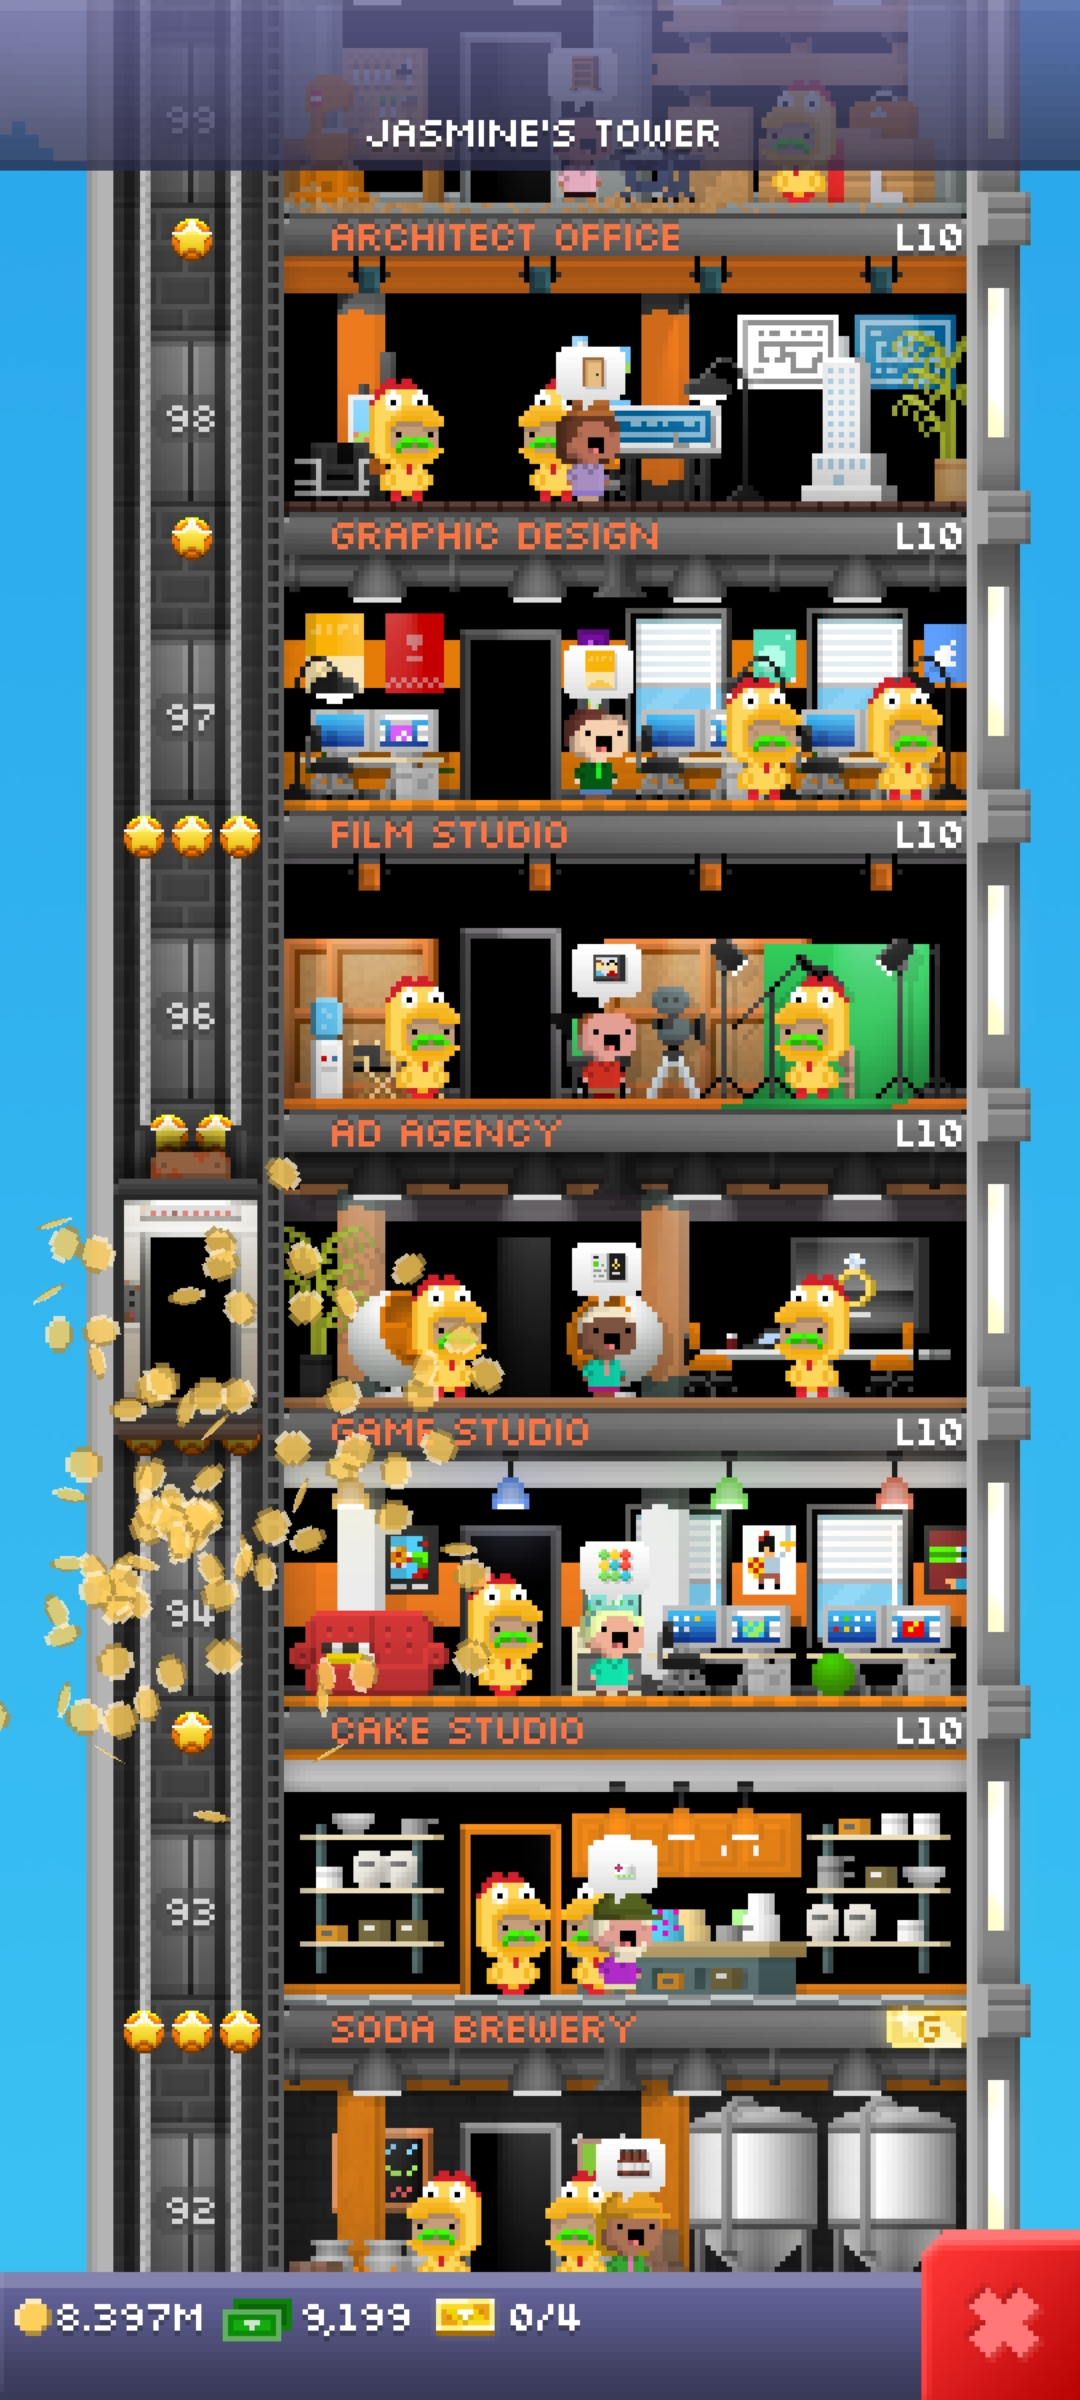 99
JASMINE'S TOWER
ARCHITECT OFFICE L10
98
GRAPHIC DESIGN L10
97
FILM STUDIO L10
96
AD AGENCY L10
GAME STUDIO L10
94
CAKE STUDIO L10
93
SODA BREWERY G
92
8.397M 9,199 0/4